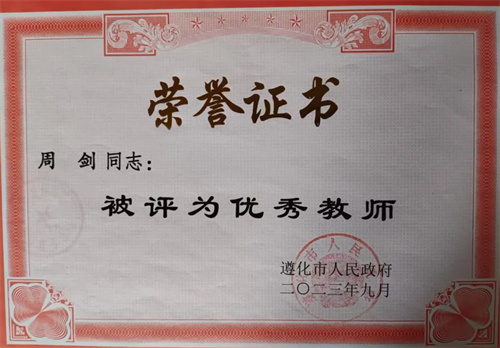 荣誉证书
周 剑 同志：
被评为优秀教师
遵化市人民政府
二〇二三年九月